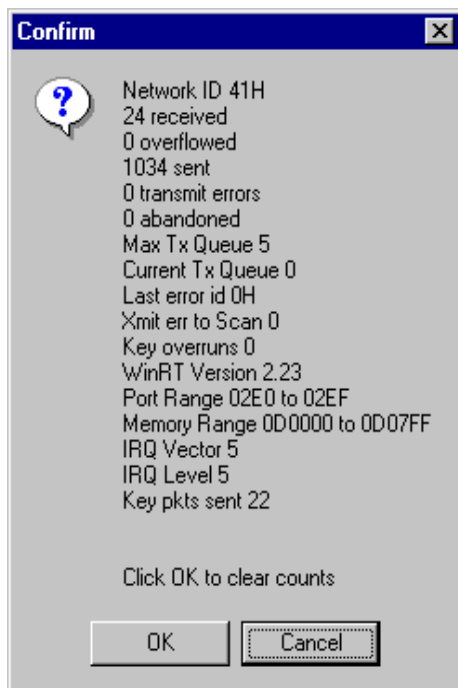 Confirm
Network ID 41H
24 received
0 overflowed
1034 sent
0 transmit errors
0 abandoned
Max Tx Queue 5
Current Tx Queue 0
Last error id 0H
Xmit err to Scan 0
Key overruns 0
WinRT Version 2.23
Port Range 02E0 to 02EF
Memory Range 0D0000 to 0D07FF
IRQ Vector 5
IRQ Level 5
Key pkts sent 22
Click OK to clear counts
OK Cancel